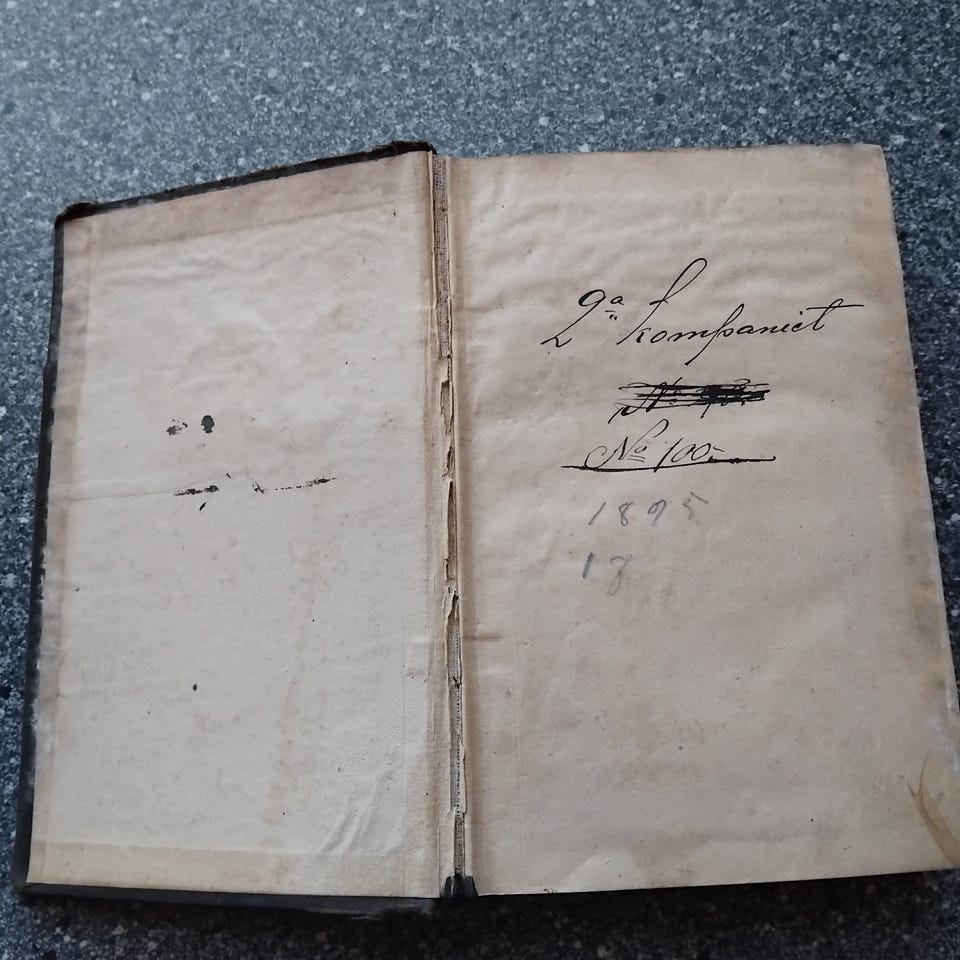 2ª kompaniet
Nº 100.
1895
18